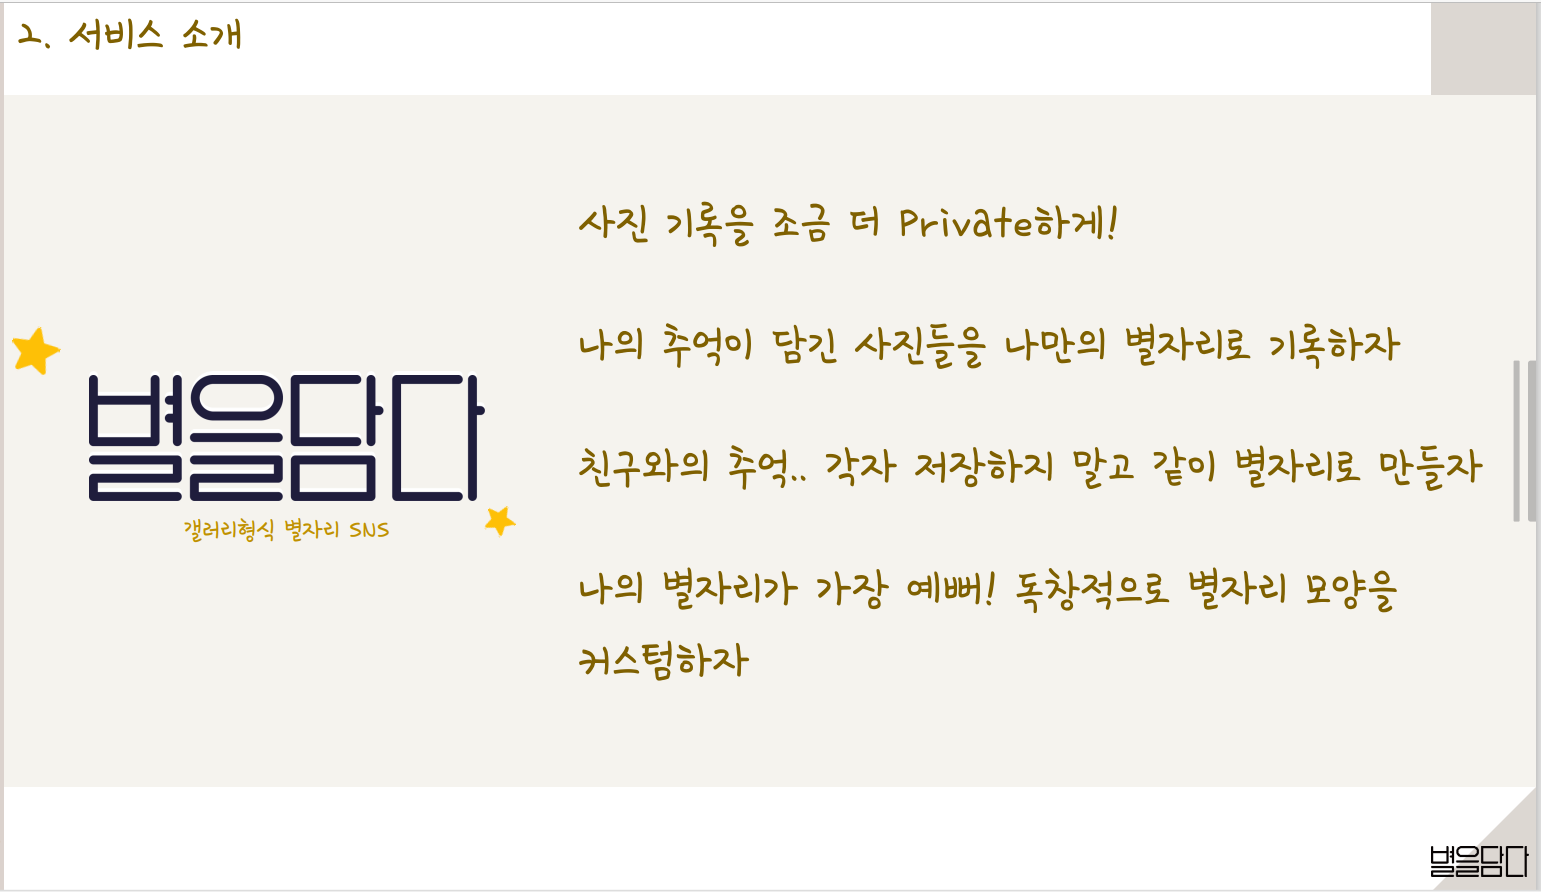 2. 서비스 소개
사진 기록을 조금 더 Private하게!
나의 추억이 담긴 사진들을 나만의 별자리로 기록하자
별을담다
갤러리형식 별자리 SNS
친구와의 추억.. 각자 저장하지 말고 같이 별자리로 만들자
나의 별자리가 가장 예뻐! 독창적으로 별자리 모양을
커스텀하자
별을담다